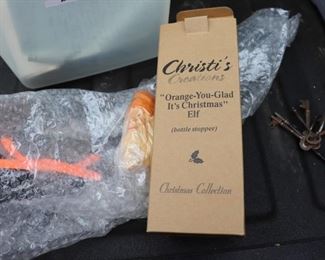 Christi's
Creations
"Orange-You-Glad
It's Christmas"
Elf
(bottle stopper)
Christmas Collection